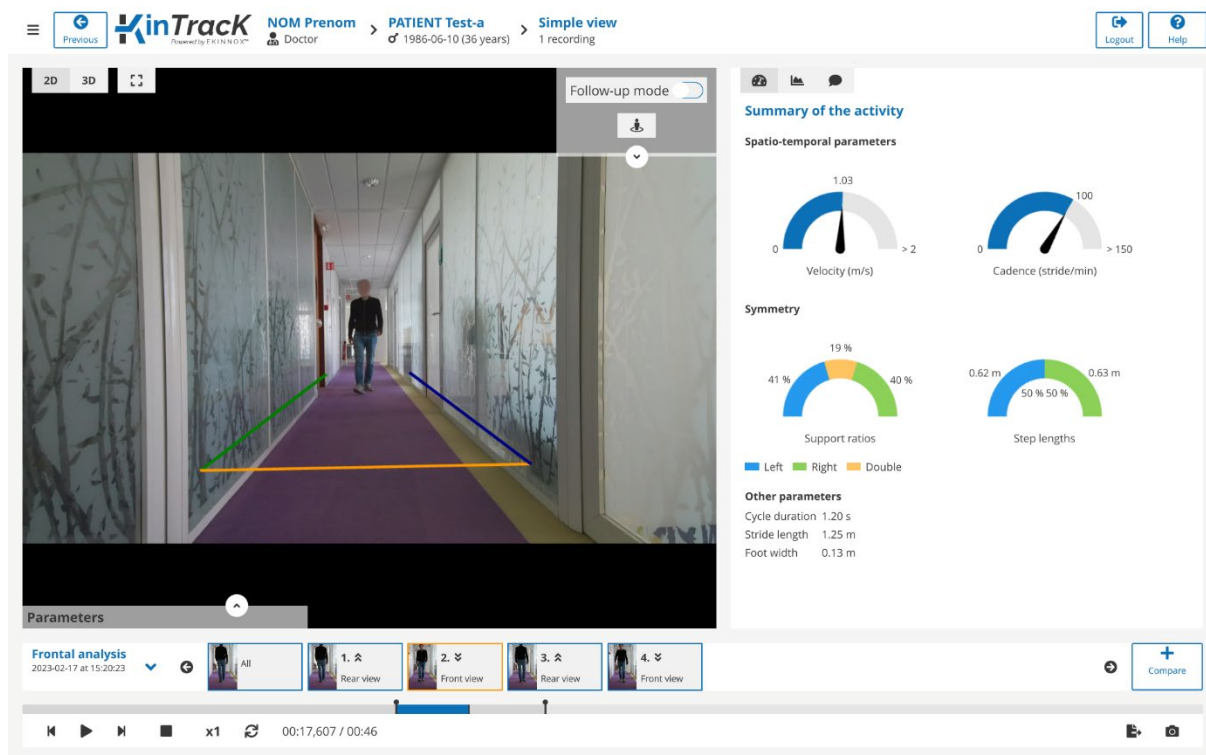 Previous
KinTracK
Powered by EKINNOX™
NOM Prenom
Doctor
PATIENT Test-a
1986-06-10 (36 years)
Simple view
1 recording
Logout
Help
2D 3D
Follow-up mode
Summary of the activity
Spatio-temporal parameters
1.03
0
> 2
Velocity (m/s)
100
0
> 150
Cadence (stride/min)
Symmetry
19 %
41 %
40 %
Support ratios
0.62 m
0.63 m
50 % 50 %
Step lengths
Left Right Double
Other parameters
Cycle duration 1.20 s
Stride length 1.25 m
Foot width 0.13 m
Parameters
Frontal analysis
2023-02-17 at 15:20:23
All
1.
Rear view
2.
Front view
3.
Rear view
4.
Front view
Compare
x1
00:17,607 / 00:46